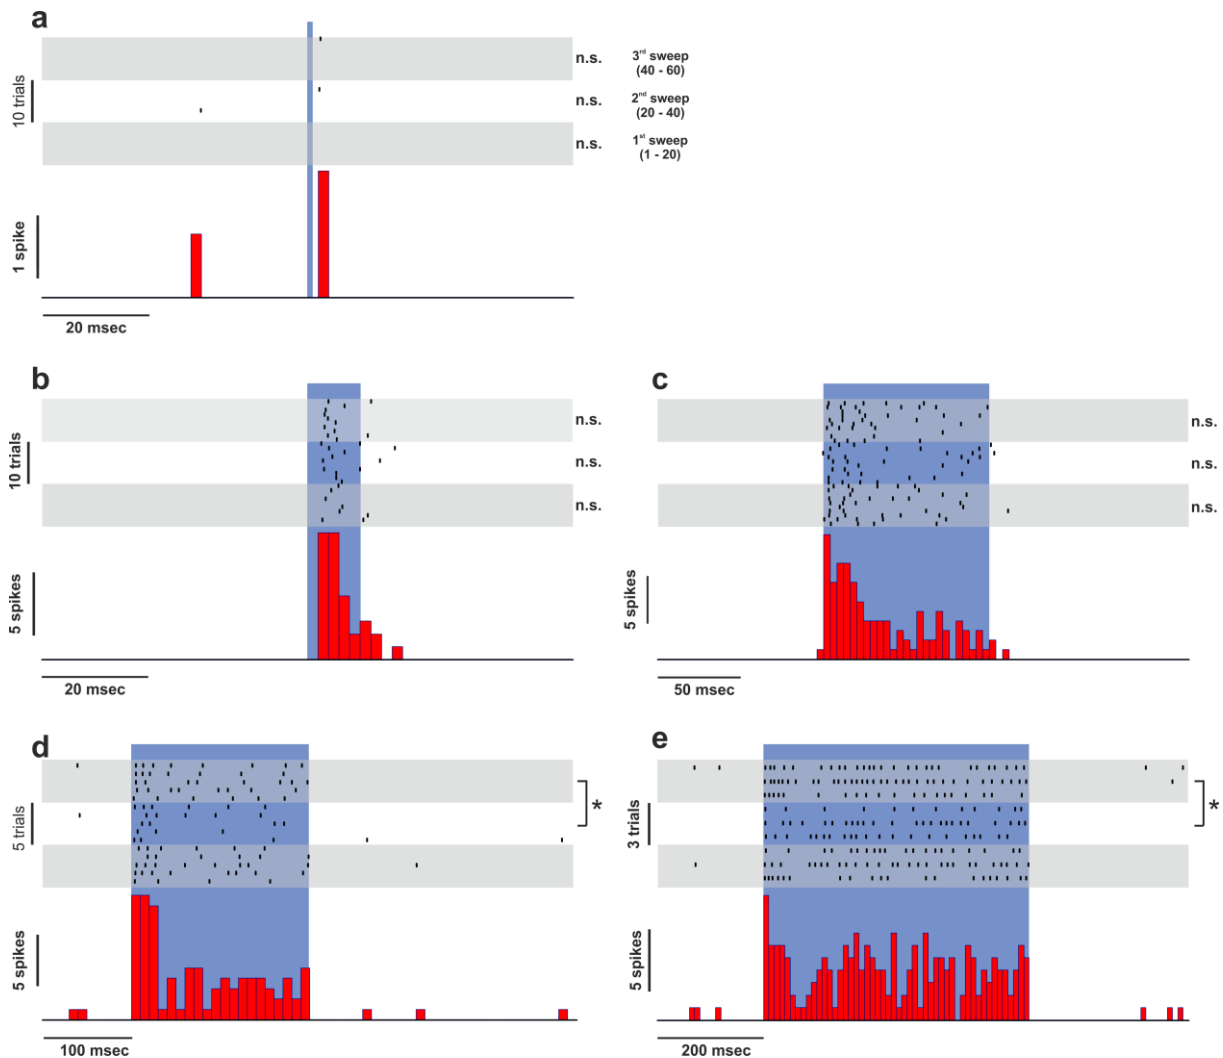 a
10 trials
n.s.
3rd sweep
(40 - 60)
n.s.
2nd sweep
(20 - 40)
n.s.
1st sweep
(1 - 20)
1 spike
20 msec
b
10 trials
n.s.
n.s.
n.s.
5 spikes
20 msec
c
n.s.
n.s.
n.s.
5 spikes
50 msec
d
5 trials
*
5 spikes
100 msec
e
3 trials
*
5 spikes
200 msec